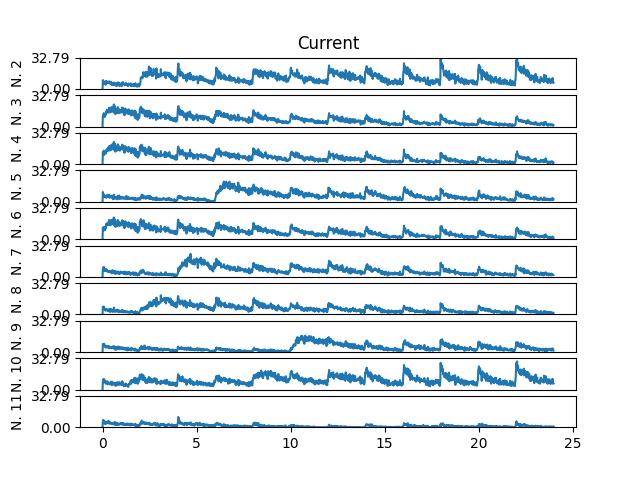 Current
N. 2 32.79 0.00
N. 3 32.79 0.00
N. 4 32.79 0.00
N. 5 32.79 0.00
N. 6 32.79 0.00
N. 7 32.79 0.00
N. 8 32.79 0.00
N. 9 32.79 0.00
N. 10 32.79 0.00
N. 11 32.79 0.00
0 5 10 15 20 25